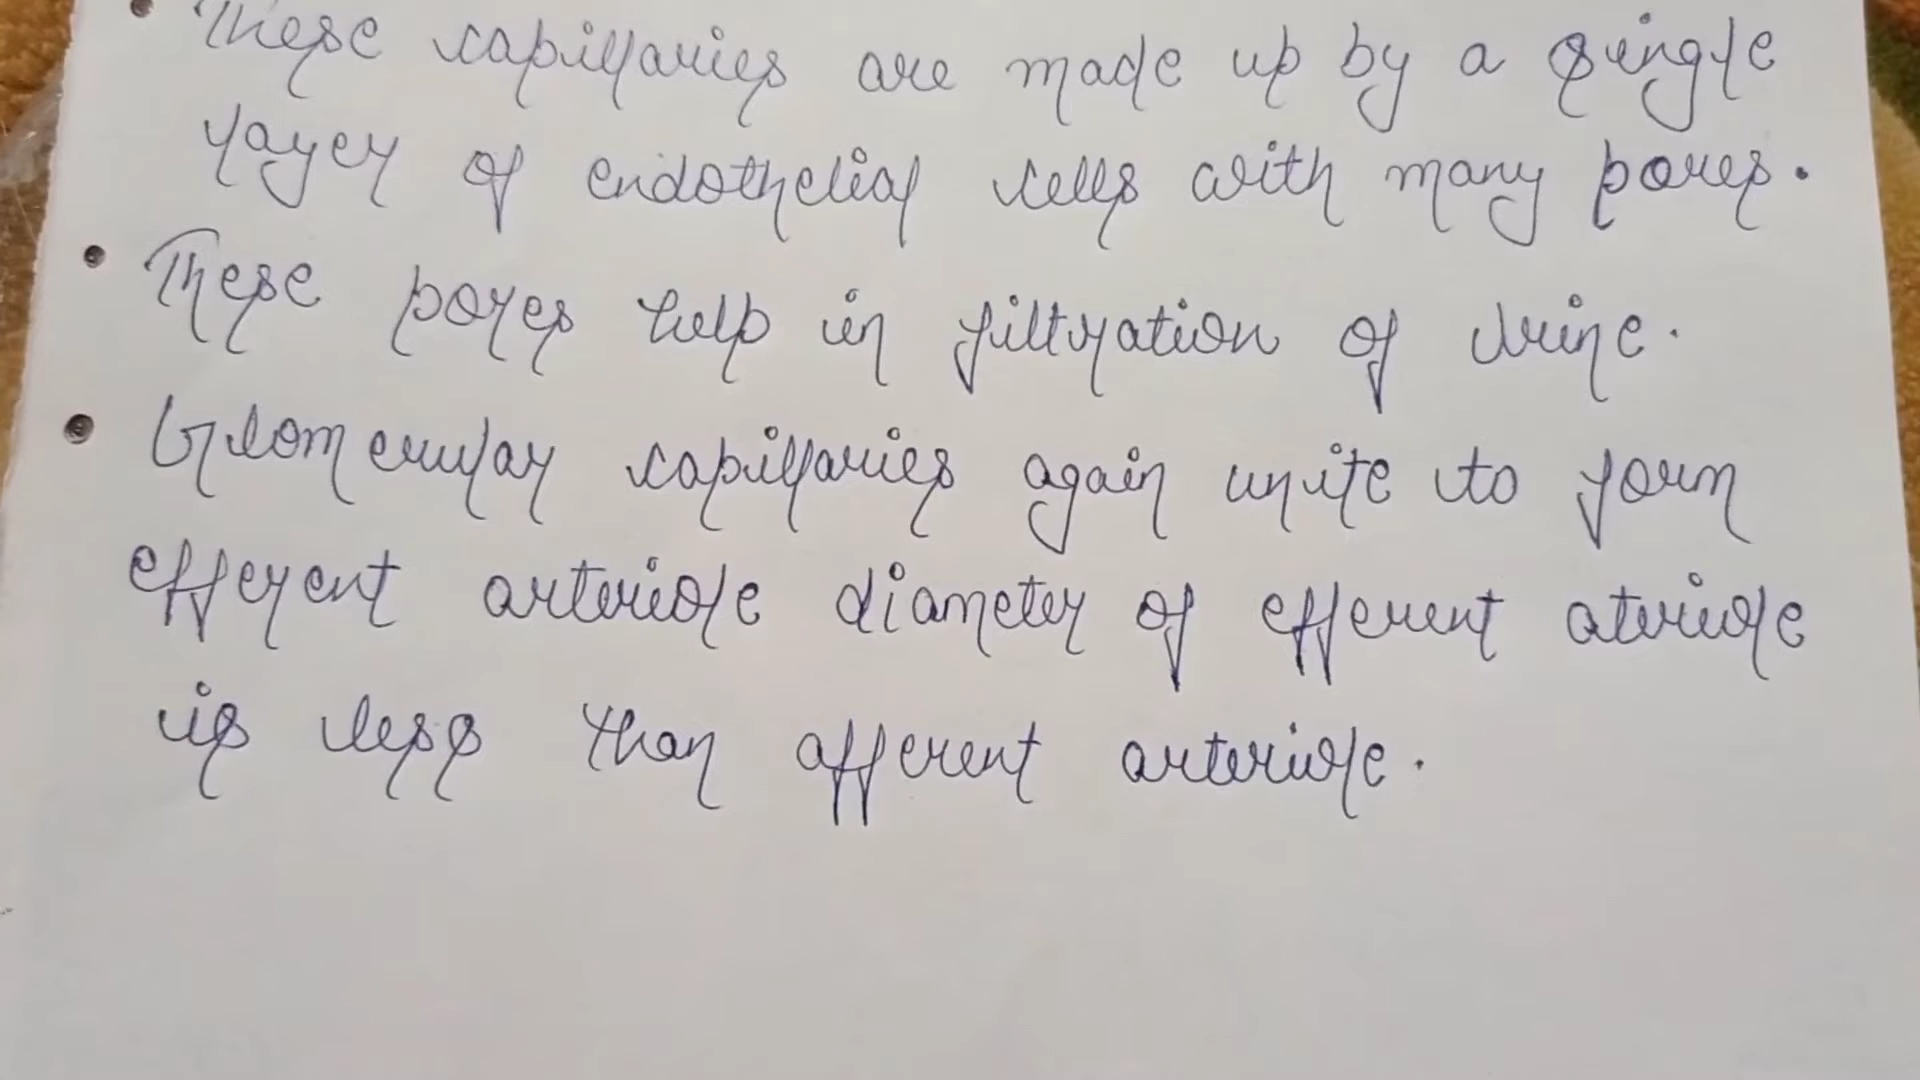 • These capillaries are made up by a single
layer of endothelial cells with many pores.
• These pores help in filtration of urine.
• Glomerular capillaries again unite to form
efferent arteriole diameter of efferent ateriole
is less than afferent arteriole.